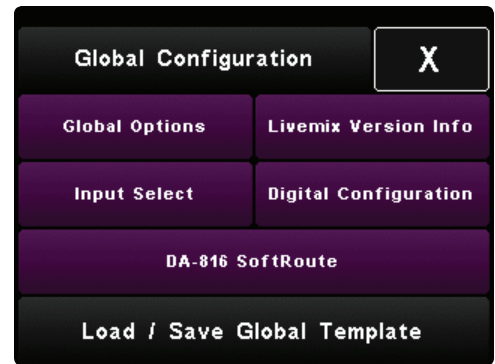 Global Configuration X
Global Options Livemix Version Info
Input Select Digital Configuration
DA-816 SoftRoute
Load / Save Global Template